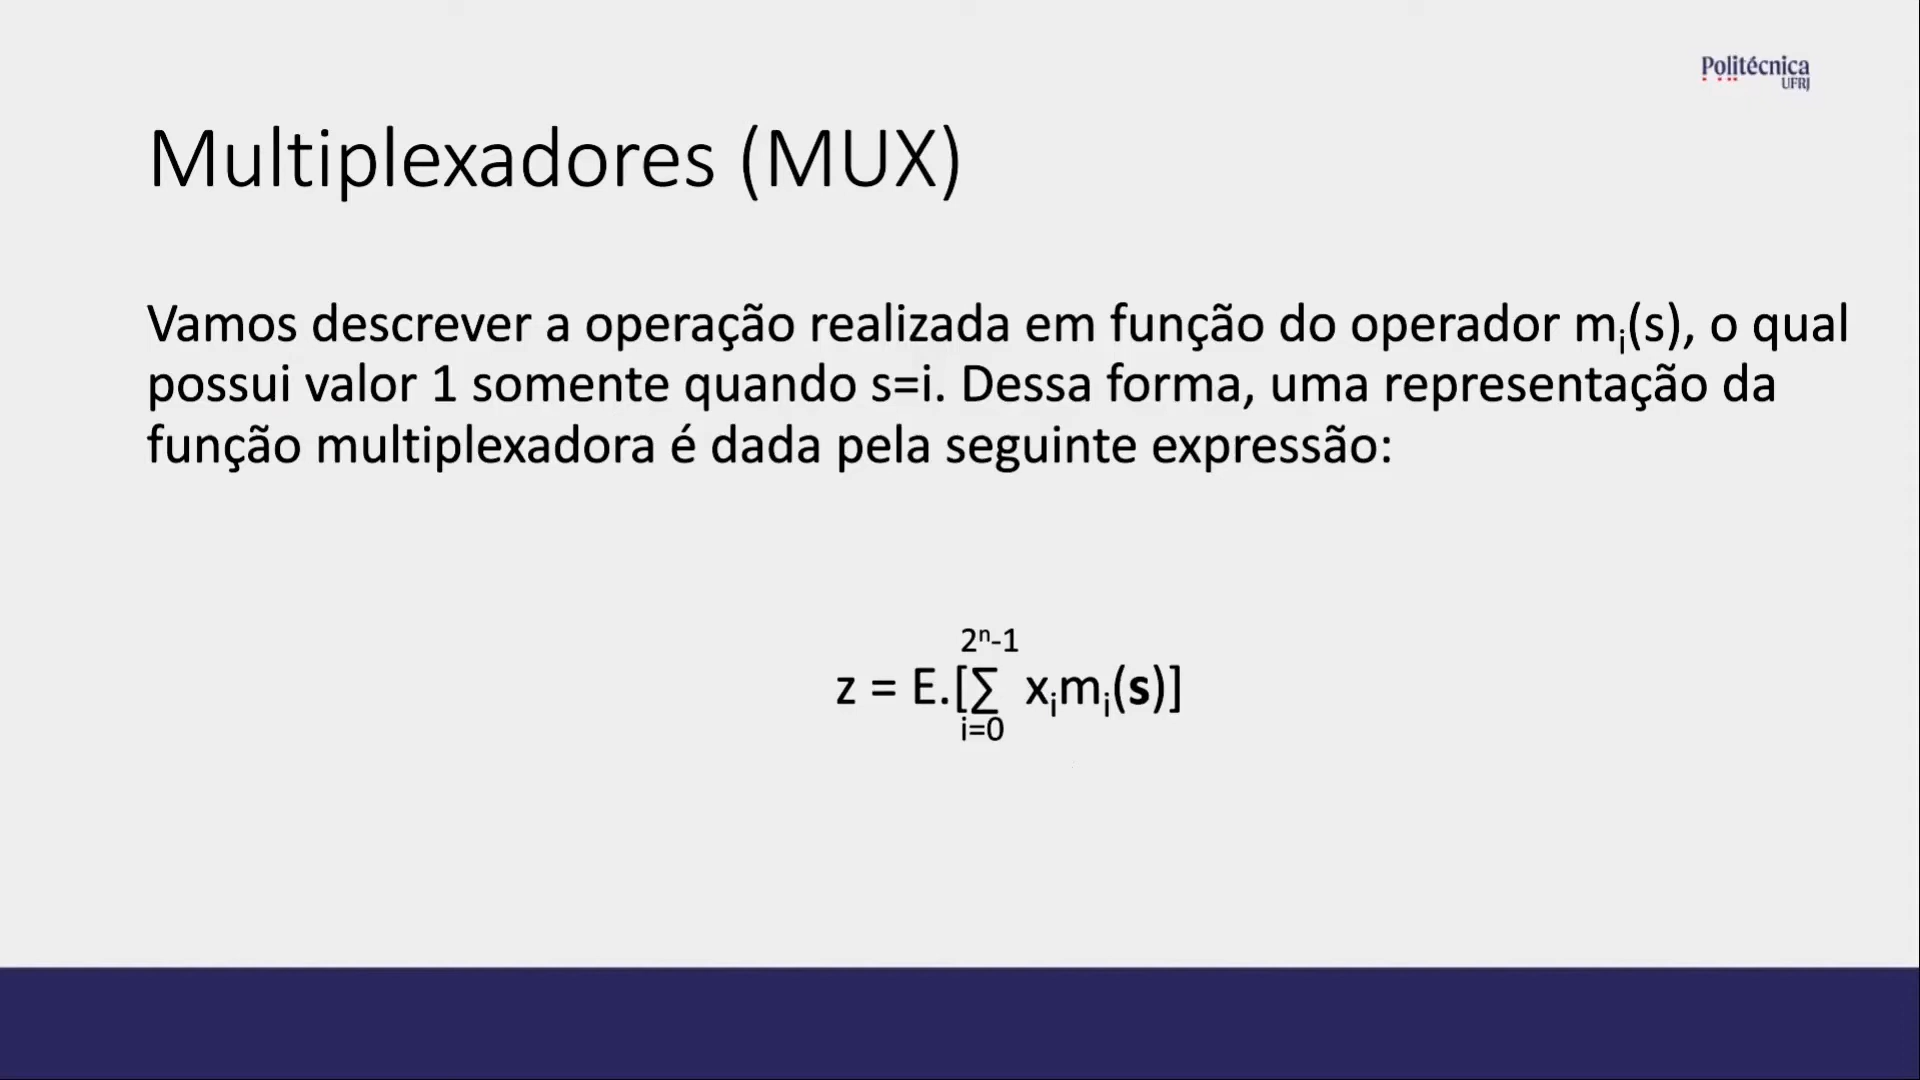 Politécnica
UFRJ
Multiplexadores (MUX)
Vamos descrever a operação realizada em função do operador mᵢ(s), o qual
possui valor 1 somente quando s=i. Dessa forma, uma representação da
função multiplexadora é dada pela seguinte expressão:
2ⁿ-1
z = E.[∑ xᵢmᵢ(s)]
i=0